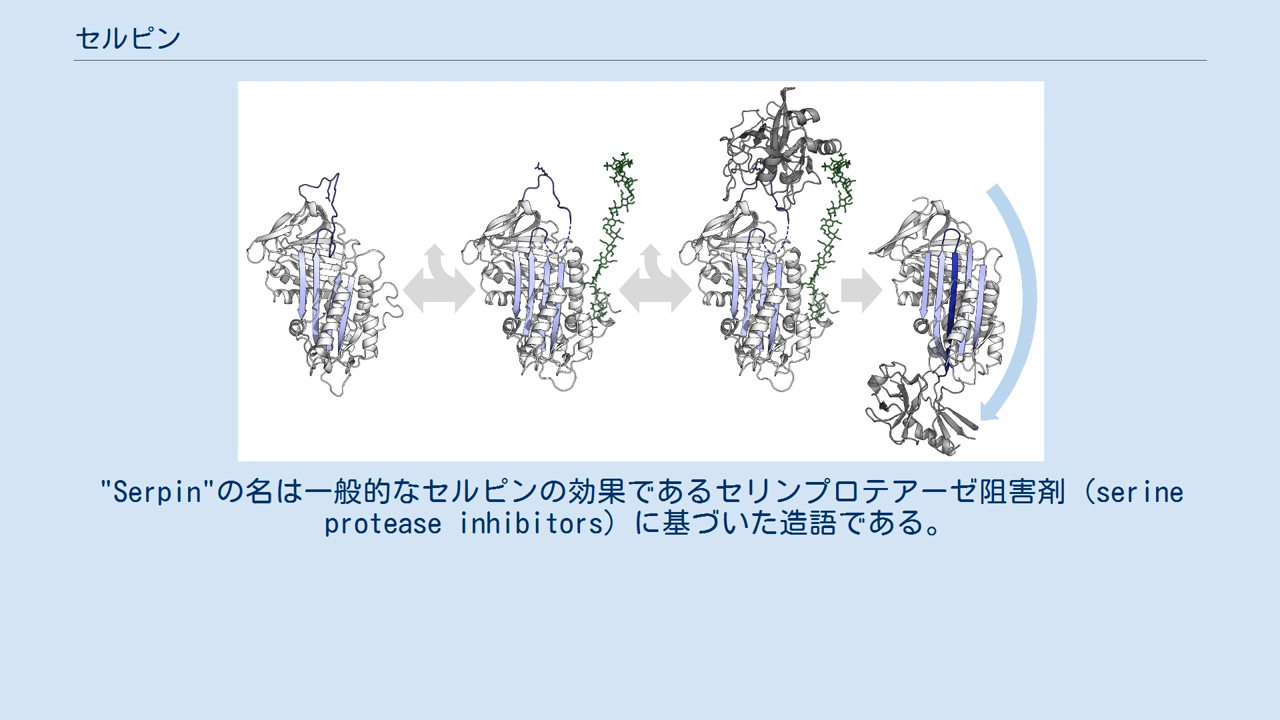 セルピン
"Serpin"の名は一般的なセルピンの効果であるセリンプロテアーゼ阻害剤（serine
protease inhibitors）に基づいた造語である。